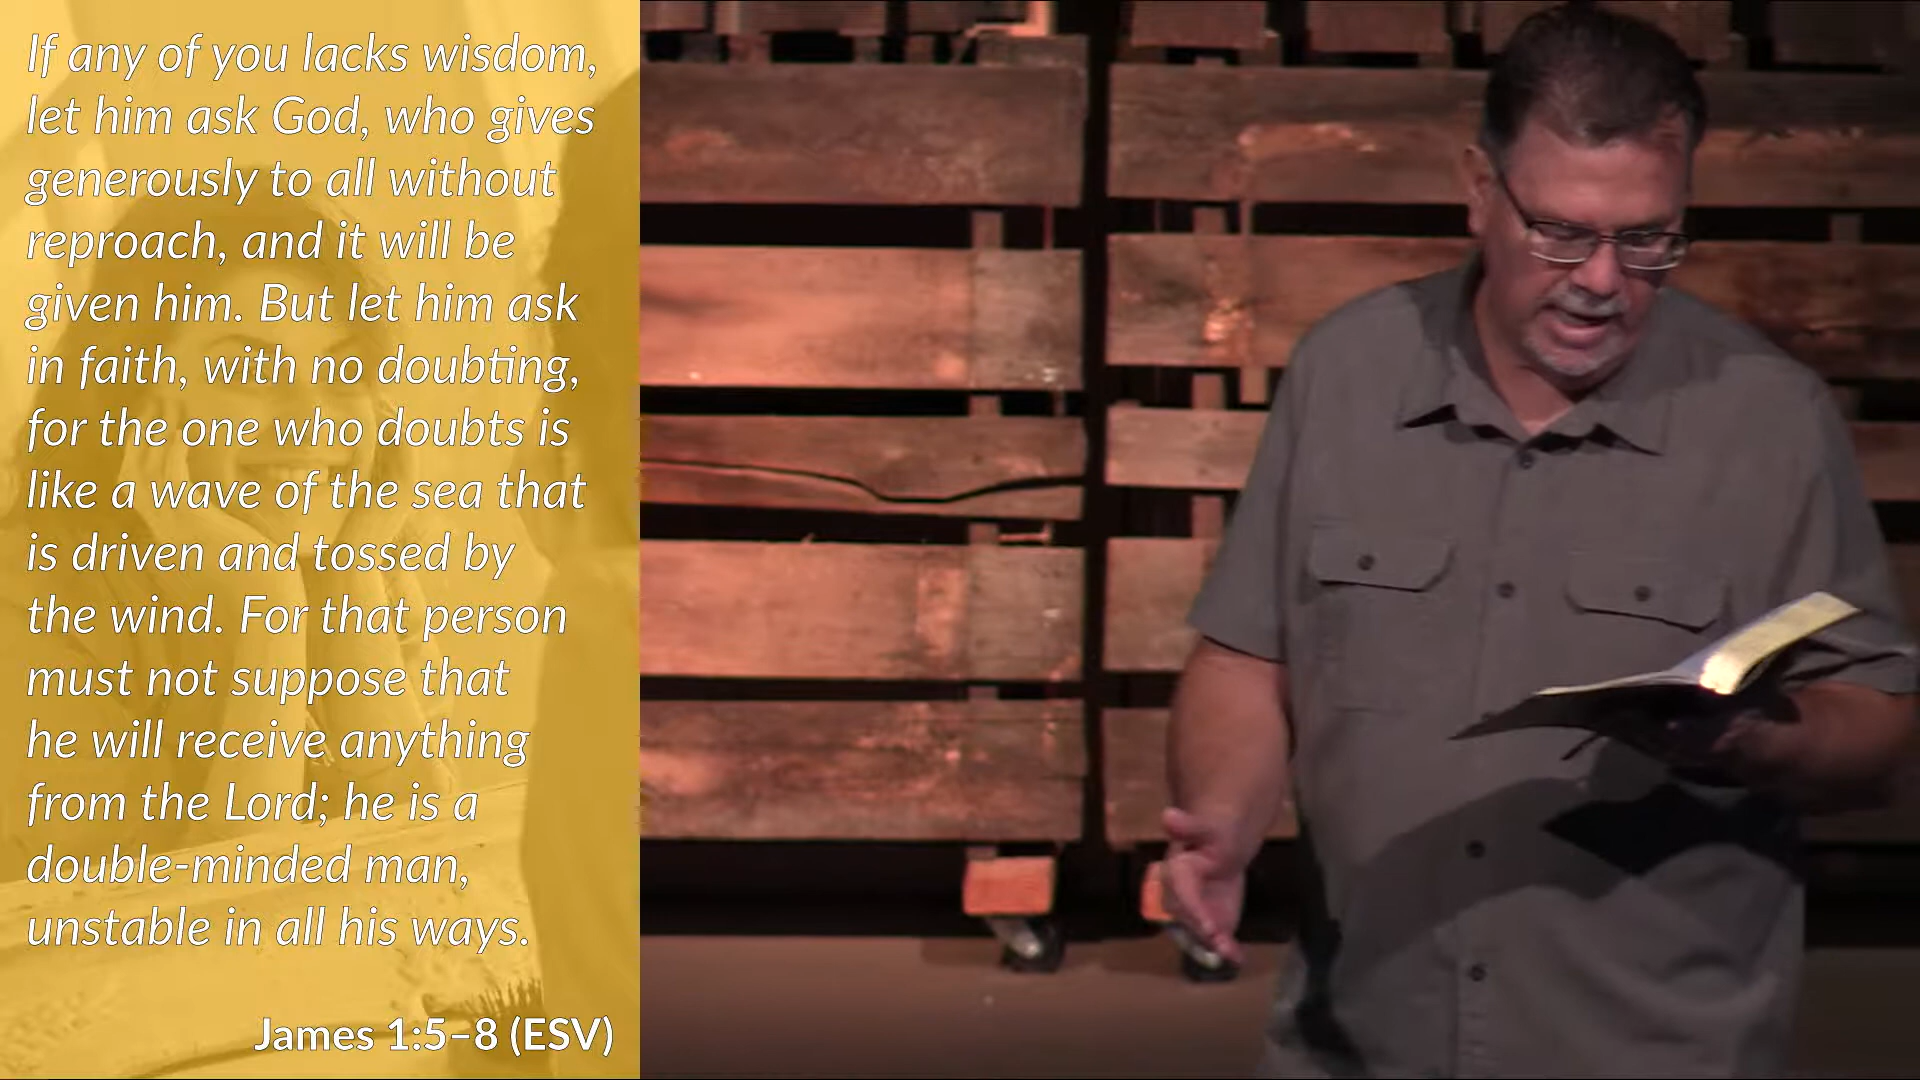 If any of you lacks wisdom,
let him ask God, who gives
generously to all without
reproach, and it will be
given him. But let him ask
in faith, with no doubting,
for the one who doubts is
like a wave of the sea that
is driven and tossed by
the wind. For that person
must not suppose that
he will receive anything
from the Lord; he is a
double-minded man,
unstable in all his ways.
James 1:5–8 (ESV)